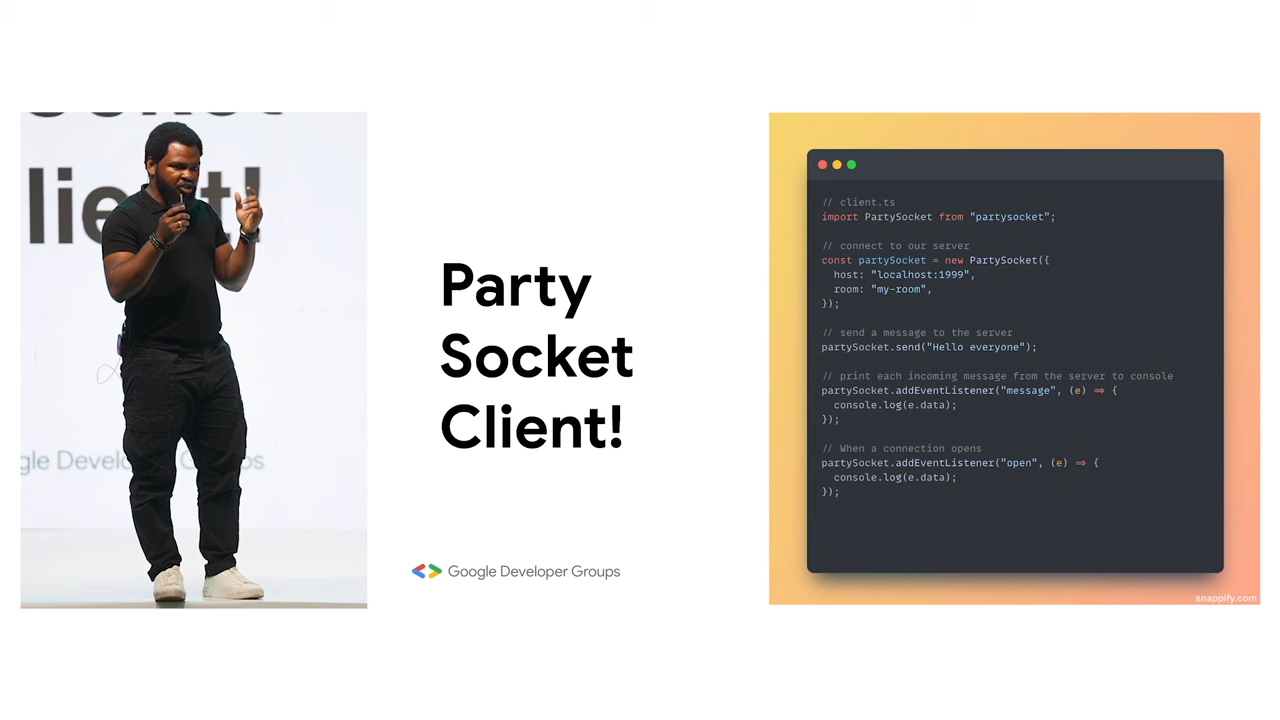 Party
Socket
Client!
Google Developer Groups
// client.ts
import PartySocket from "partysocket";
// connect to our server
const partySocket = new PartySocket({
  host: "localhost:1999",
  room: "my-room",
});
// send a message to the server
partySocket.send("Hello everyone");
// print each incoming message from the server to console
partySocket.addEventListener("message", (e) => {
  console.log(e.data);
});
// When a connection opens
partySocket.addEventListener("open", (e) => {
  console.log(e.data);
});
snappify.com